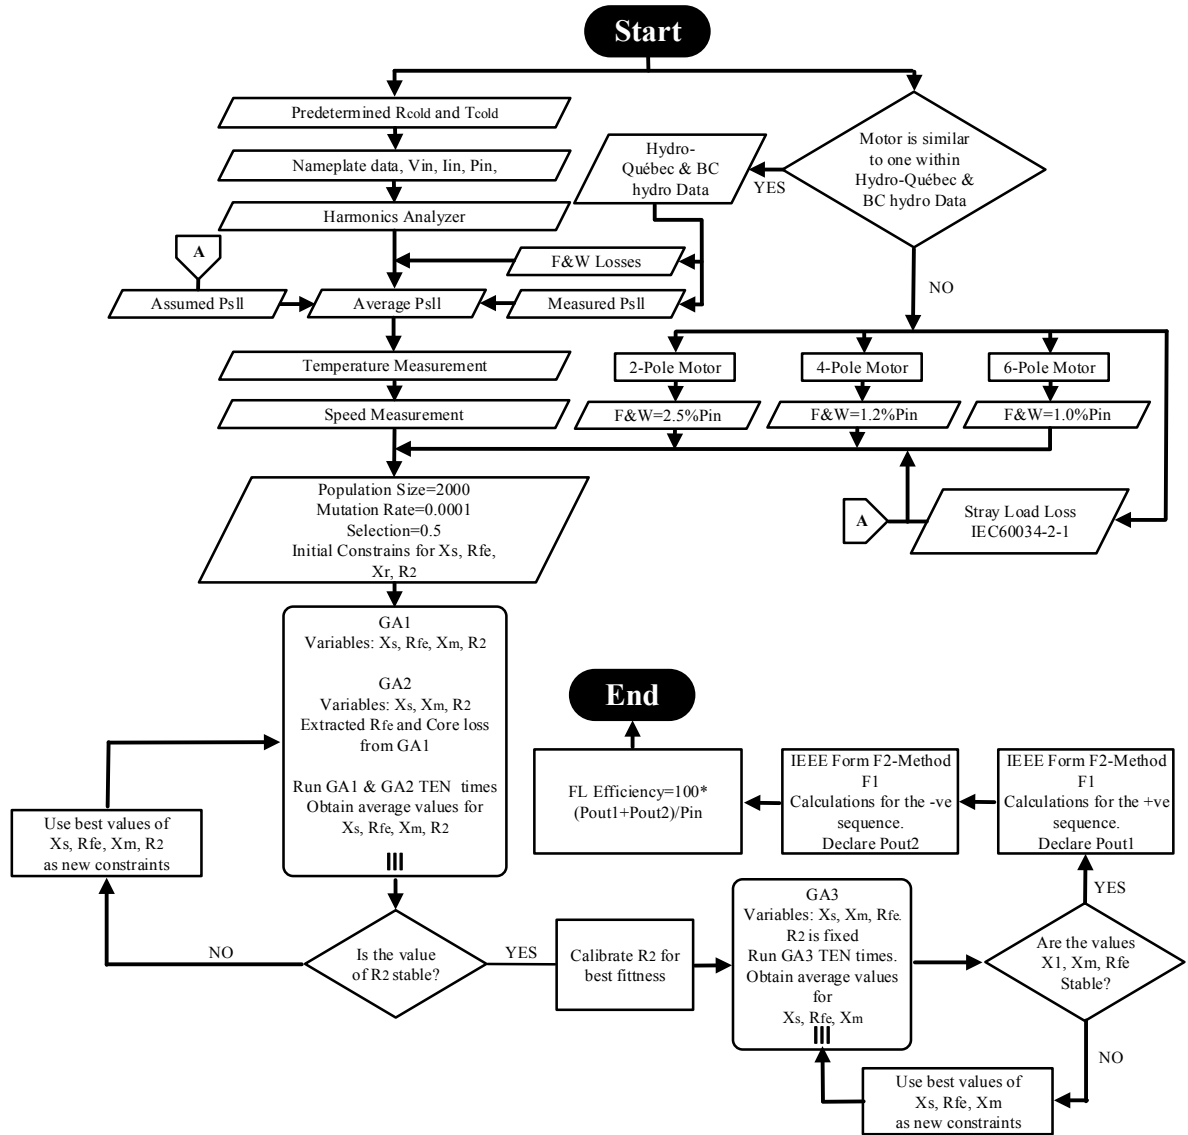 Start
Predetermined Rcold and Tcold
Nameplate data, Vin, Iin, Pin,
Harmonics Analyzer
A
Assumed Psll
Average Psll
Hydro-
Québec & BC
hydro Data
YES
Motor is similar
to one within
Hydro-Québec &
BC hydro Data
F&W Losses
Measured Psll
NO
Temperature Measurement
Speed Measurement
2-Pole Motor
4-Pole Motor
6-Pole Motor
F&W=2.5%Pin
F&W=1.2%Pin
F&W=1.0%Pin
A
Stray Load Loss
IEC60034-2-1
Population Size=2000
Mutation Rate=0.0001
Selection=0.5
Initial Constrains for Xs, Rfe,
Xr, R2
GA1
Variables: Xs, Rfe, Xm, R2
GA2
Variables: Xs, Xm, R2
Extracted Rfe and Core loss
from GA1
Run GA1 & GA2 TEN times
Obtain average values for
Xs, Rfe, Xm, R2
Use best values of
Xs, Rfe, Xm, R2
as new constraints
NO
Is the value
of R2 stable?
YES
Calibrate R2 for
best fittness
GA3
Variables: Xs, Xm, Rfe.
R2 is fixed
Run GA3 TEN times.
Obtain average values
for
Xs, Rfe, Xm
Are the values
X1, Xm, Rfe
Stable?
NO
Use best values of
Xs, Rfe, Xm
as new constraints
YES
IEEE Form F2-Method
F1
Calculations for the +ve
sequence.
Declare Pout1
IEEE Form F2-Method
F1
Calculations for the -ve
sequence.
Declare Pout2
FL Efficiency=100*
(Pout1+Pout2)/Pin
End